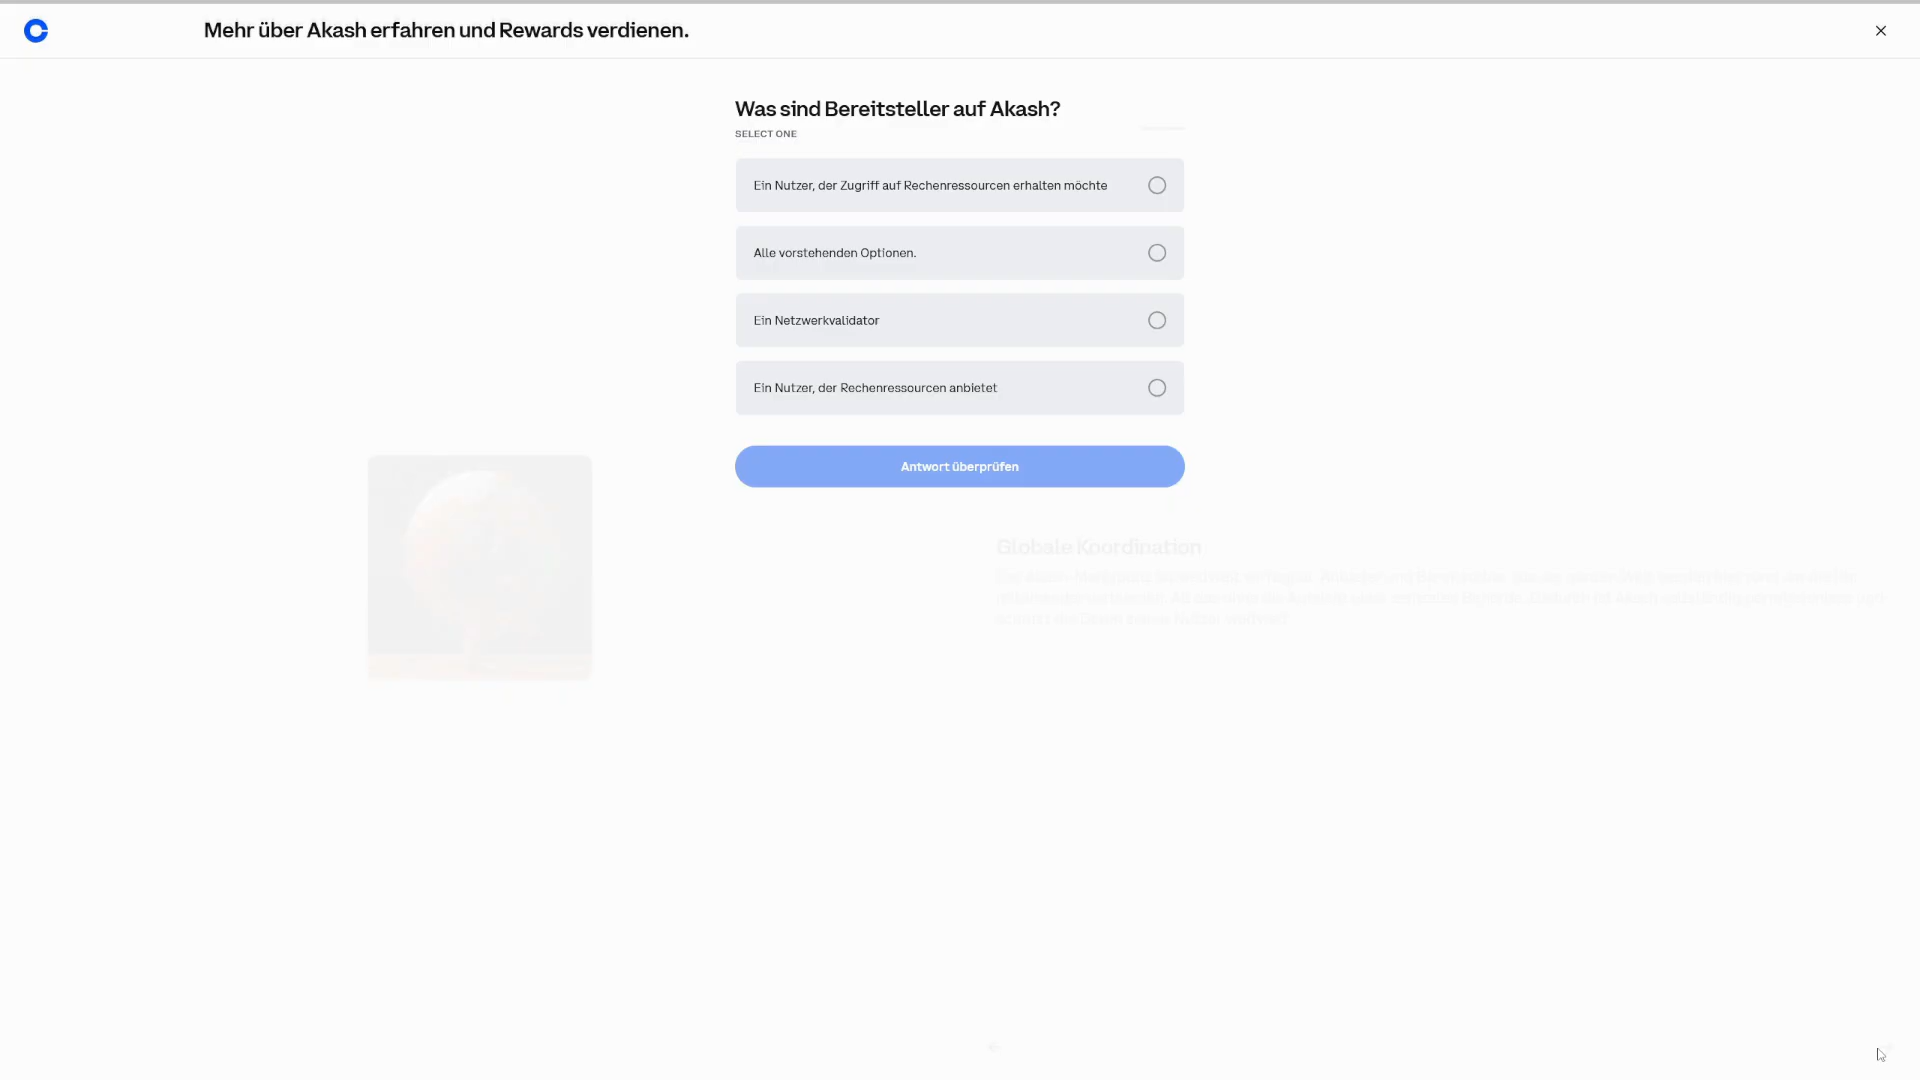 Mehr über Akash erfahren und Rewards verdienen.
Was sind Bereitsteller auf Akash?
SELECT ONE
Ein Nutzer, der Zugriff auf Rechenressourcen erhalten möchte
Alle vorstehenden Optionen.
Ein Netzwerkvalidator
Ein Nutzer, der Rechenressourcen anbietet
Antwort überprüfen
Globale Koordination